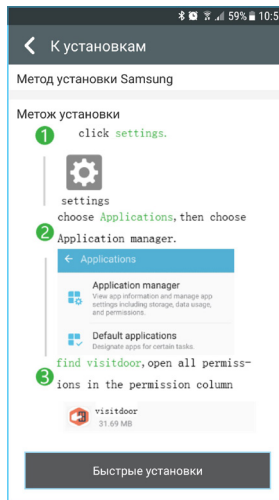 59% 10:5
К установкам
Метод установки Samsung
Метож установки
1 click settings.
settings
choose Applications, then choose
2 Application manager.
Applications
Application manager
View app information and manage app
settings including storage, data usage,
and permissions.
Default applications
Designate apps for certain tasks.
find visitdoor, open all permiss-
3 ions in the permission column
visitdoor
31.69 MB
Быстрые установки